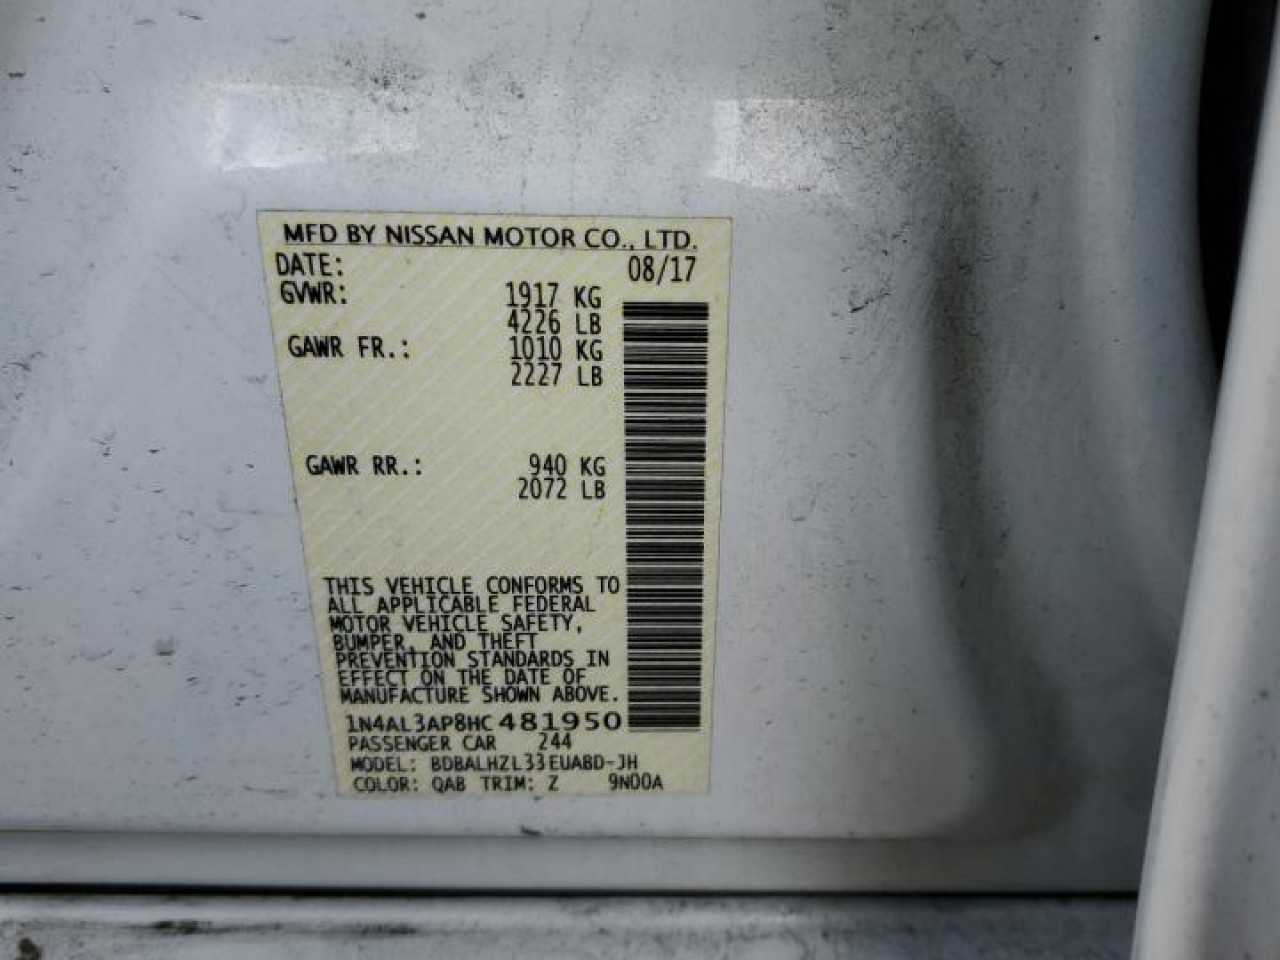 MFD BY NISSAN MOTOR CO., LTD.
DATE: 08/17
GVWR: 1917 KG
4226 LB
GAWR FR.: 1010 KG
2227 LB
GAWR RR.: 940 KG
2072 LB
THIS VEHICLE CONFORMS TO
ALL APPLICABLE FEDERAL
MOTOR VEHICLE SAFETY,
BUMPER, AND THEFT
PREVENTION STANDARDS IN
EFFECT ON THE DATE OF
MANUFACTURE SHOWN ABOVE.
1N4AL3AP8HC481950
PASSENGER CAR 244
MODEL: BDBALHZL33EUABD-JH
COLOR: QAB TRIM: Z 9N00A